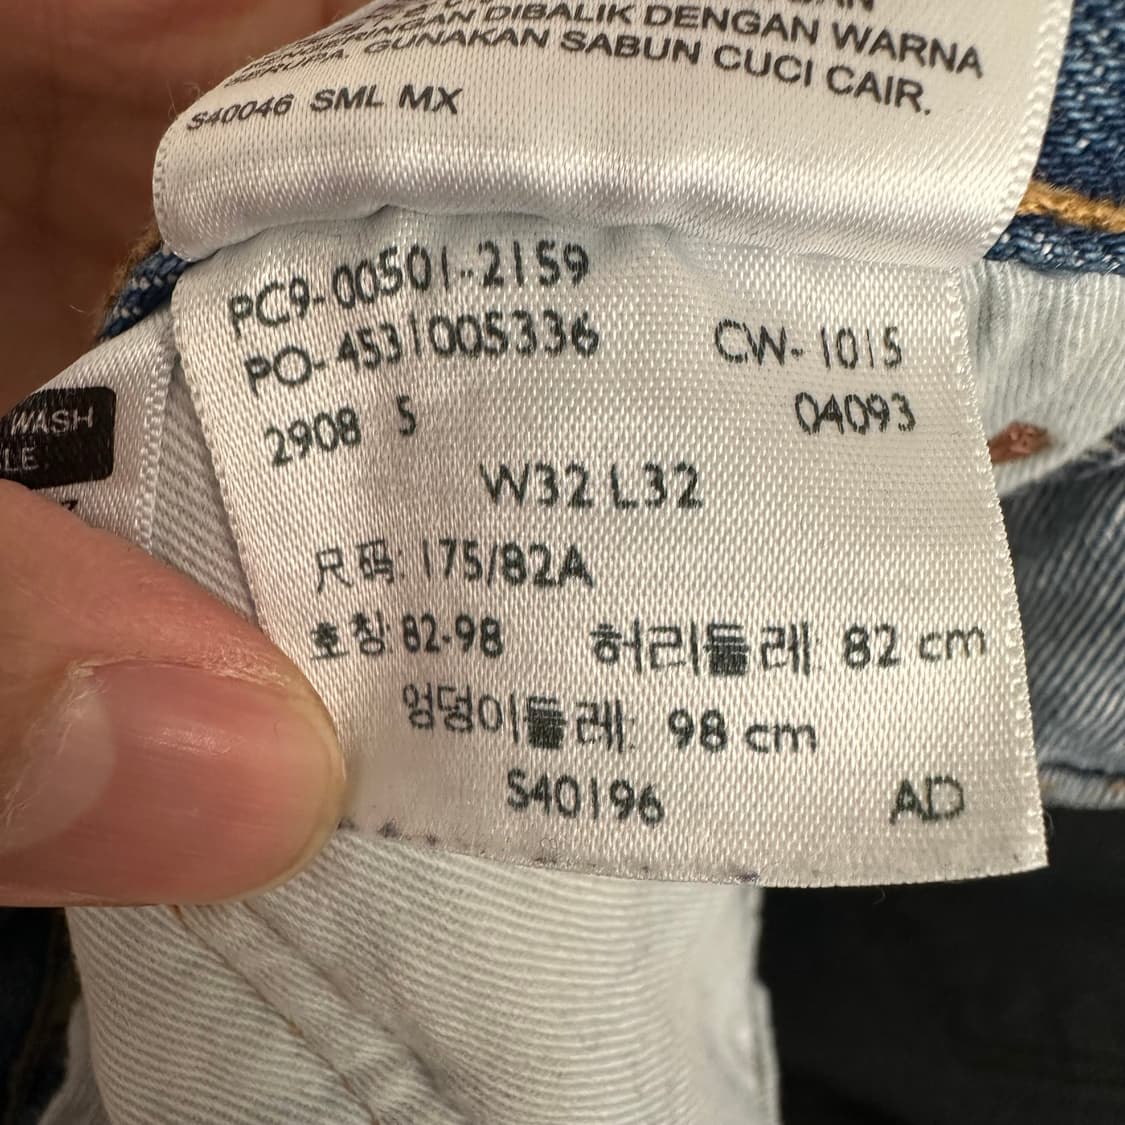 DIBALIK DENGAN WARNA
GUNAKAN SABUN CUCI CAIR.
S40046 SML MX
WASH
LE
PC9-00501-2159
PO-4531005336 CW-1015
2908 5 04093
W32 L32
尺码: 175/82A
호칭: 82-98 허리둘레: 82 cm
엉덩이둘레: 98 cm
S40196 AD